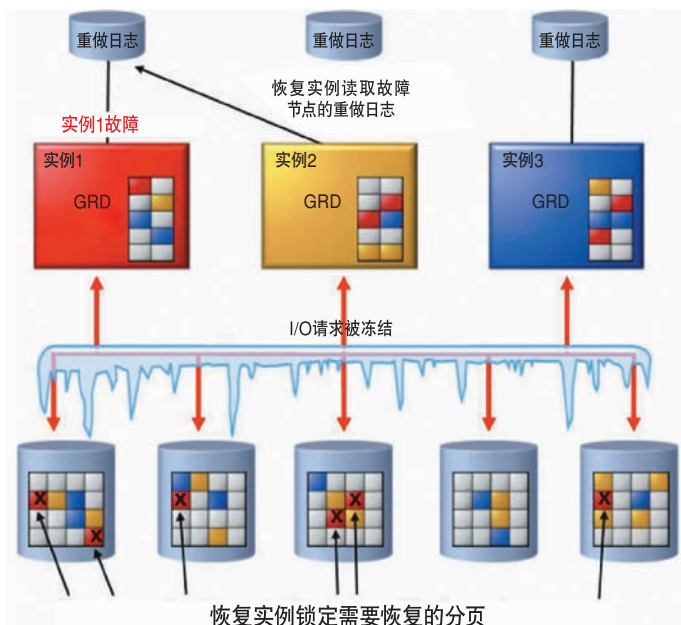 重做日志
重做日志
重做日志
恢复实例读取故障
节点的重做日志
实例1故障
实例1
GRD
实例2
GRD
实例3
GRD
I/O请求被冻结
X
X
X
X
X
X
恢复实例锁定需要恢复的分页